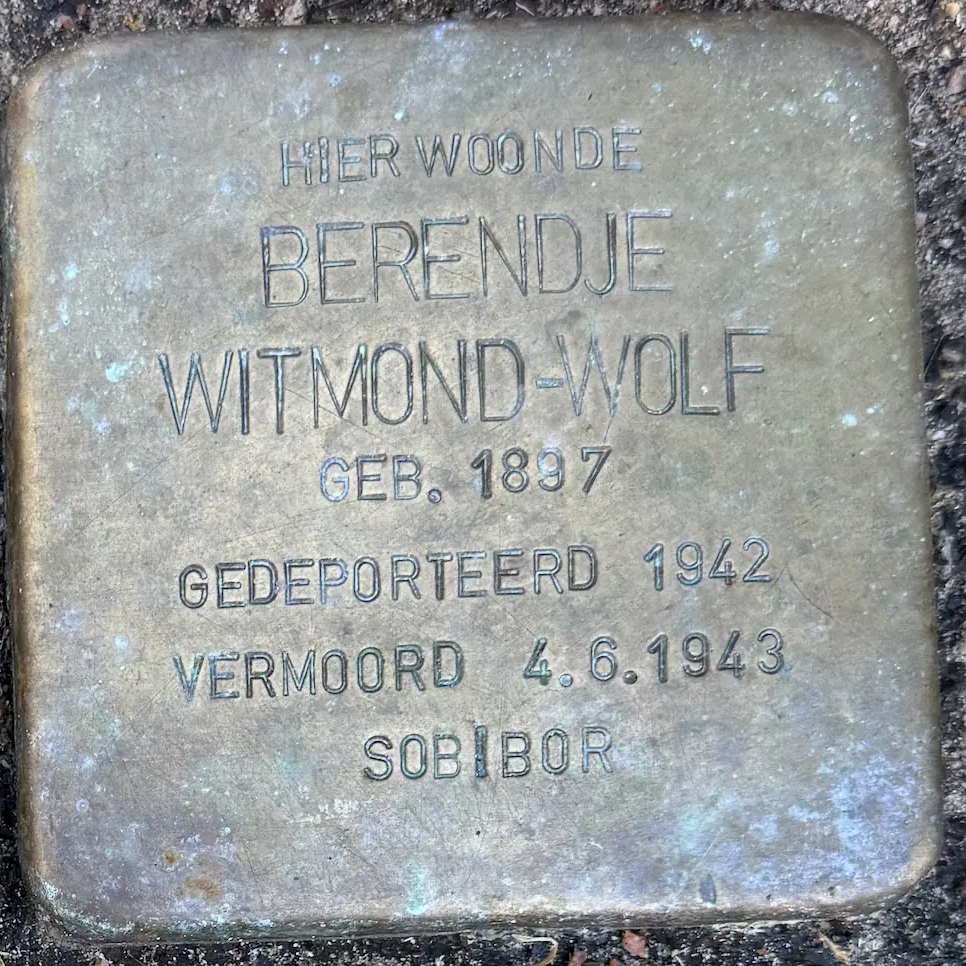 HIER WOONDE
BERENDJE
WITMOND-WOLF
GEB. 1897
GEDEPORTEERD 1942
VERMOORD 4.6.1943
SOBIBOR